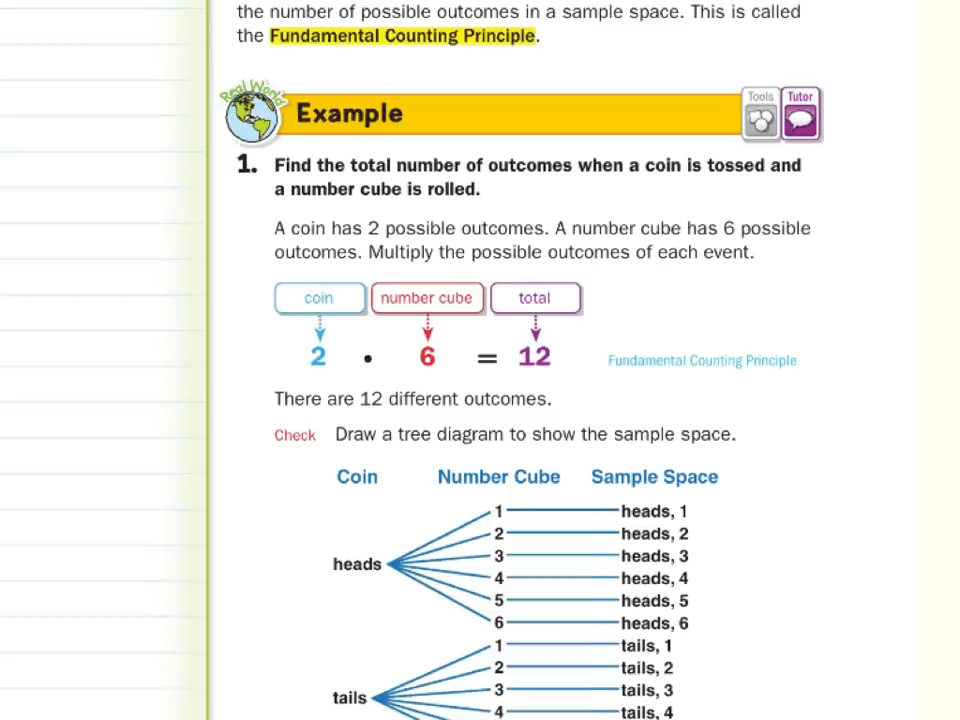 the number of possible outcomes in a sample space. This is called
the Fundamental Counting Principle.
Real World
Example
Tools
Tutor
1. Find the total number of outcomes when a coin is tossed and
a number cube is rolled.
A coin has 2 possible outcomes. A number cube has 6 possible
outcomes. Multiply the possible outcomes of each event.
coin number cube total
2 • 6 = 12 Fundamental Counting Principle
There are 12 different outcomes.
Check Draw a tree diagram to show the sample space.
Coin Number Cube Sample Space
1 heads, 1
2 heads, 2
3 heads, 3
heads
4 heads, 4
5 heads, 5
6 heads, 6
1 tails, 1
2 tails, 2
3 tails, 3
tails
4 tails, 4